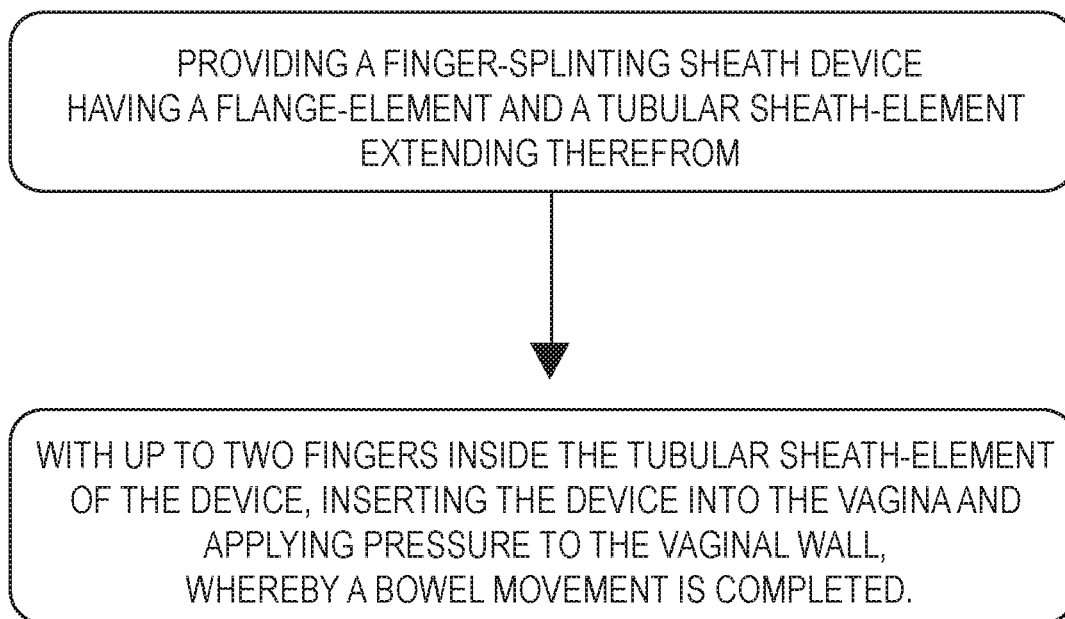 PROVIDING A FINGER-SPLINTING SHEATH DEVICE
HAVING A FLANGE-ELEMENT AND A TUBULAR SHEATH-ELEMENT
EXTENDING THEREFROM
WITH UP TO TWO FINGERS INSIDE THE TUBULAR SHEATH-ELEMENT
OF THE DEVICE, INSERTING THE DEVICE INTO THE VAGINA AND
APPLYING PRESSURE TO THE VAGINAL WALL,
WHEREBY A BOWEL MOVEMENT IS COMPLETED.